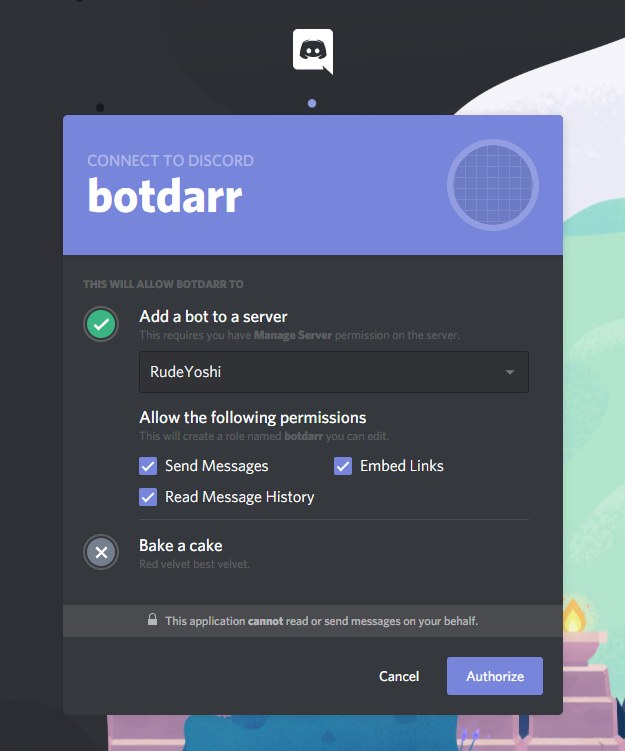 CONNECT TO DISCORD
botdarr
THIS WILL ALLOW BOTDARR TO
Add a bot to a server
This requires you have Manage Server permission on the server.
RudeYoshi
Allow the following permissions
This will create a role named botdarr you can edit.
Send Messages Embed Links
Read Message History
Bake a cake
Red velvet best velvet.
This application cannot read or send messages on your behalf.
Cancel Authorize